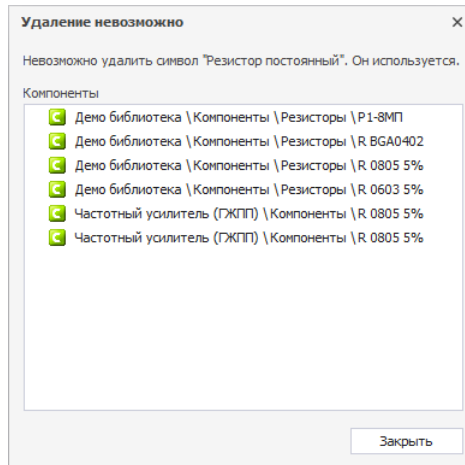 Удаление невозможно
Невозможно удалить символ "Резистор постоянный". Он используется.
Компоненты
Демо библиотека \ Компоненты \ Резисторы \ Р1-8МП
Демо библиотека \ Компоненты \ Резисторы \ R BGA0402
Демо библиотека \ Компоненты \ Резисторы \ R 0805 5%
Демо библиотека \ Компоненты \ Резисторы \ R 0603 5%
Частотный усилитель (ГЖПП) \ Компоненты \ R 0805 5%
Частотный усилитель (ГЖПП) \ Компоненты \ R 0805 5%
Закрыть